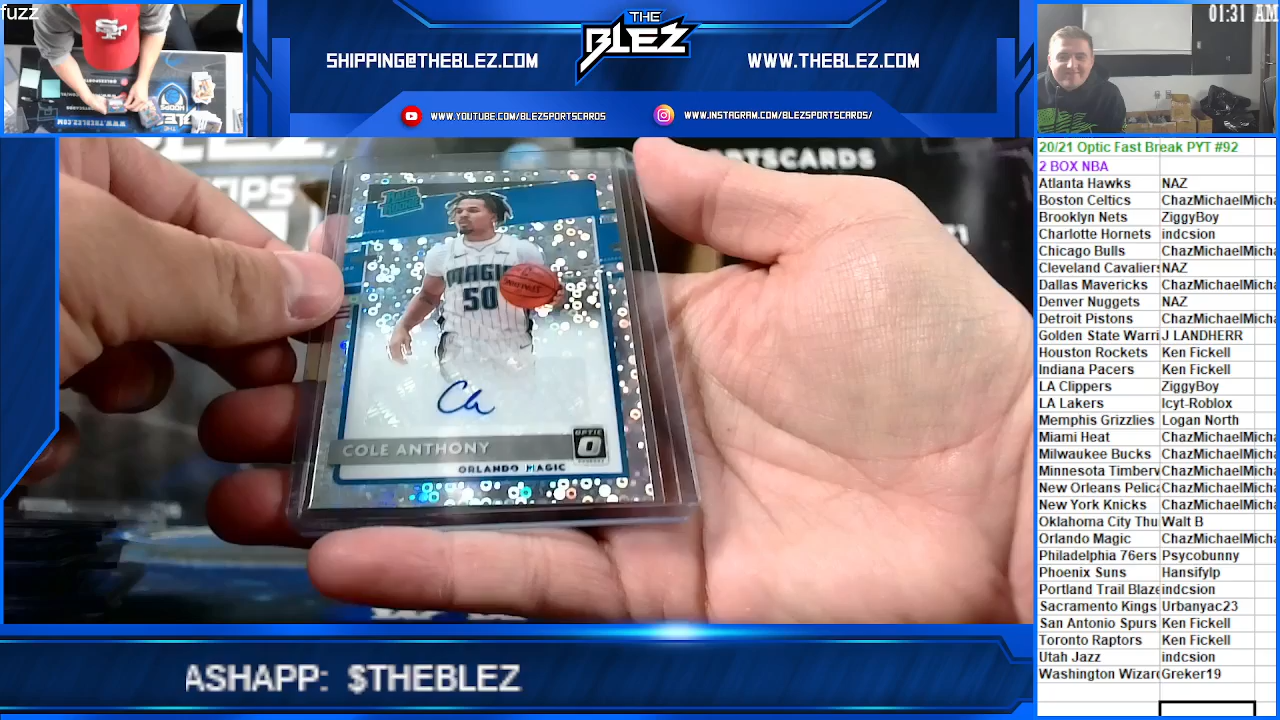 fuzz
SHIPPING@THEBLEZ.COM
THE
BLEZ
WWW.THEBLEZ.COM
WWW.YOUTUBE.COM/BLEZSPORTSCARDS
WWW.INSTAGRAM.COM/BLEZSPORTSCARDS/
01:31 AM
SF
HOOPS
RTSCARDS
MAGIC
50
SPALDING
COLE ANTHONY
OPTIC
ORLANDO MAGIC
20/21 Optic Fast Break PYT #92
2 BOX NBA
Atlanta Hawks NAZ
Boston Celtics ChazMichaelMicha
Brooklyn Nets ZiggyBoy
Charlotte Hornets indcsion
Chicago Bulls ChazMichaelMicha
Cleveland Cavaliers NAZ
Dallas Mavericks ChazMichaelMicha
Denver Nuggets NAZ
Detroit Pistons ChazMichaelMicha
Golden State Warri J LANDHERR
Houston Rockets Ken Fickell
Indiana Pacers Ken Fickell
LA Clippers ZiggyBoy
LA Lakers Icyt-Roblox
Memphis Grizzlies Logan North
Miami Heat ChazMichaelMicha
Milwaukee Bucks ChazMichaelMicha
Minnesota Timberv ChazMichaelMicha
New Orleans Pelica ChazMichaelMicha
New York Knicks ChazMichaelMicha
Oklahoma City Thu Walt B
Orlando Magic ChazMichaelMicha
Philadelphia 76ers Psycobunny
Phoenix Suns Hansifylp
Portland Trail Blaze indcsion
Sacramento Kings Urbanyac23
San Antonio Spurs Ken Fickell
Toronto Raptors Ken Fickell
Utah Jazz indcsion
Washington Wizard Greker19
ASHAPP: $THEBLEZ